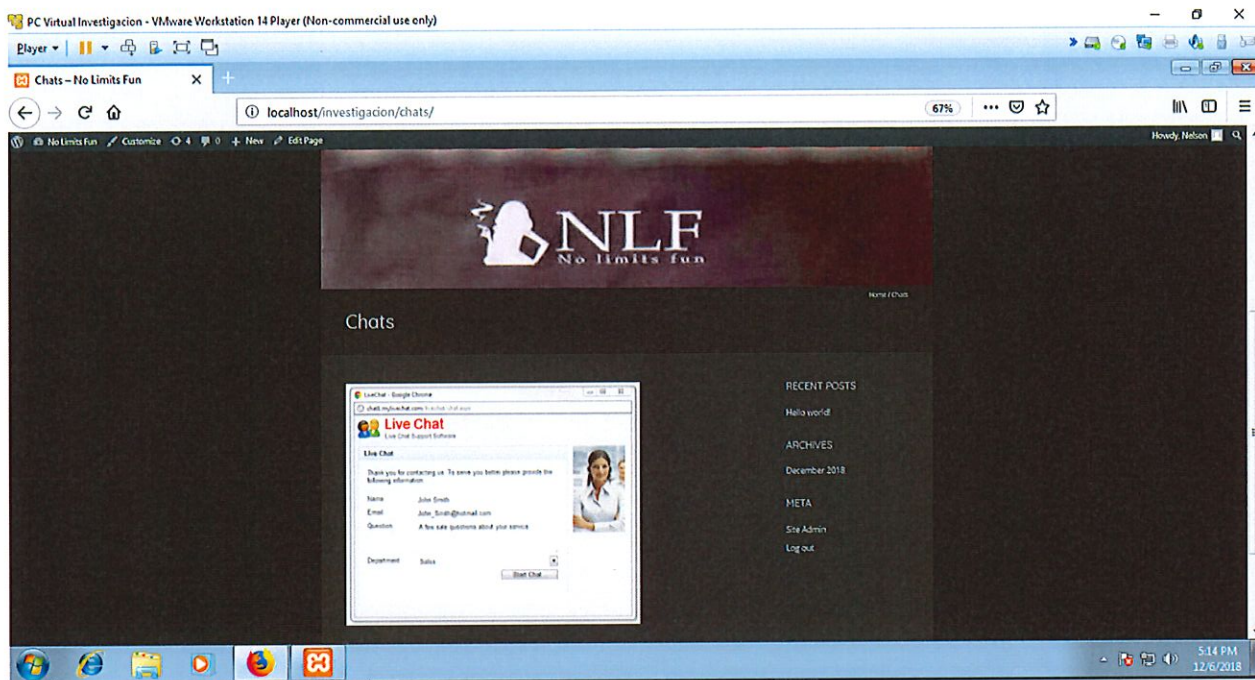 PC Virtual Investigacion - VMware Workstation 14 Player (Non-commercial use only)
Player
Chats – No Limits Fun
localhost/investigacion/chats/
67%
No Limits Fun Customize 4 0 + New Edit Page
Howdy, Nelson
NLF
No limits fun
Home / Chats
Chats
LiveChat - Google Chrome
Live Chat
Live Chat Support Software
Live Chat
Thank you for contacting us. To serve you better please provide the
following information
Name John Smith
Email John_Smith@hotmail.com
Question A few sale questions about your service
Department Sales
Start Chat
RECENT POSTS
Hello world!
ARCHIVES
December 2018
META
Site Admin
Log out
5:14 PM
12/6/2018